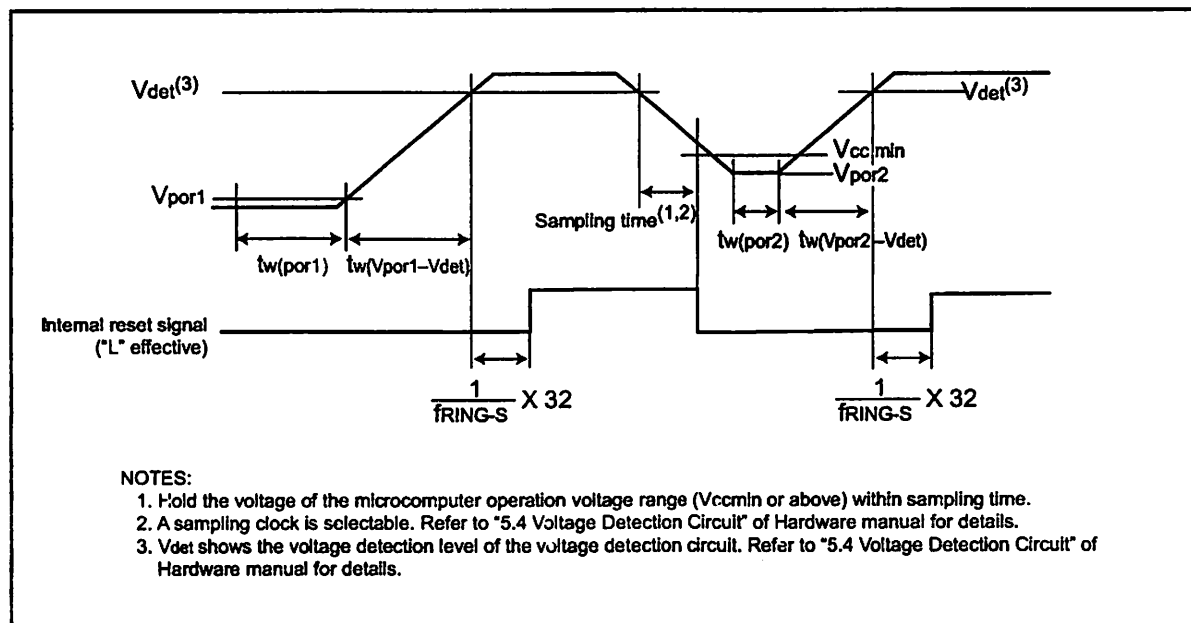 Vdet(3)
Vdet(3)
Vccmin
Vpor2
Vpor1
Sampling time(1,2)
tw(por1)
tw(Vpor1–Vdet)
tw(por2)
tw(Vpor2–Vdet)
Internal reset signal
("L" effective)
1
fRING-S
X 32
1
fRING-S
X 32
NOTES:
1. Hold the voltage of the microcomputer operation voltage range (Vccmin or above) within sampling time.
2. A sampling clock is selectable. Refer to "5.4 Voltage Detection Circuit" of Hardware manual for details.
3. Vdet shows the voltage detection level of the voltage detection circuit. Refer to "5.4 Voltage Detection Circuit" of
Hardware manual for details.